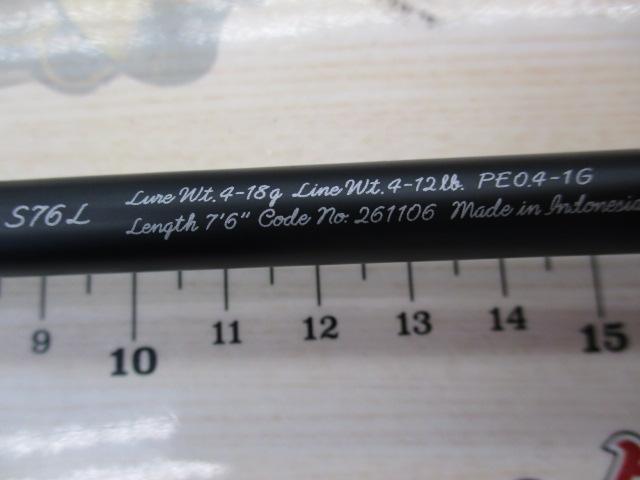 S76L
Lure Wt. 4-18g Line Wt. 4-12lb. PE0.4-1G
Length 7'6" Code No. 261106 Made in Indonesia
9 10 11 12 13 14 15